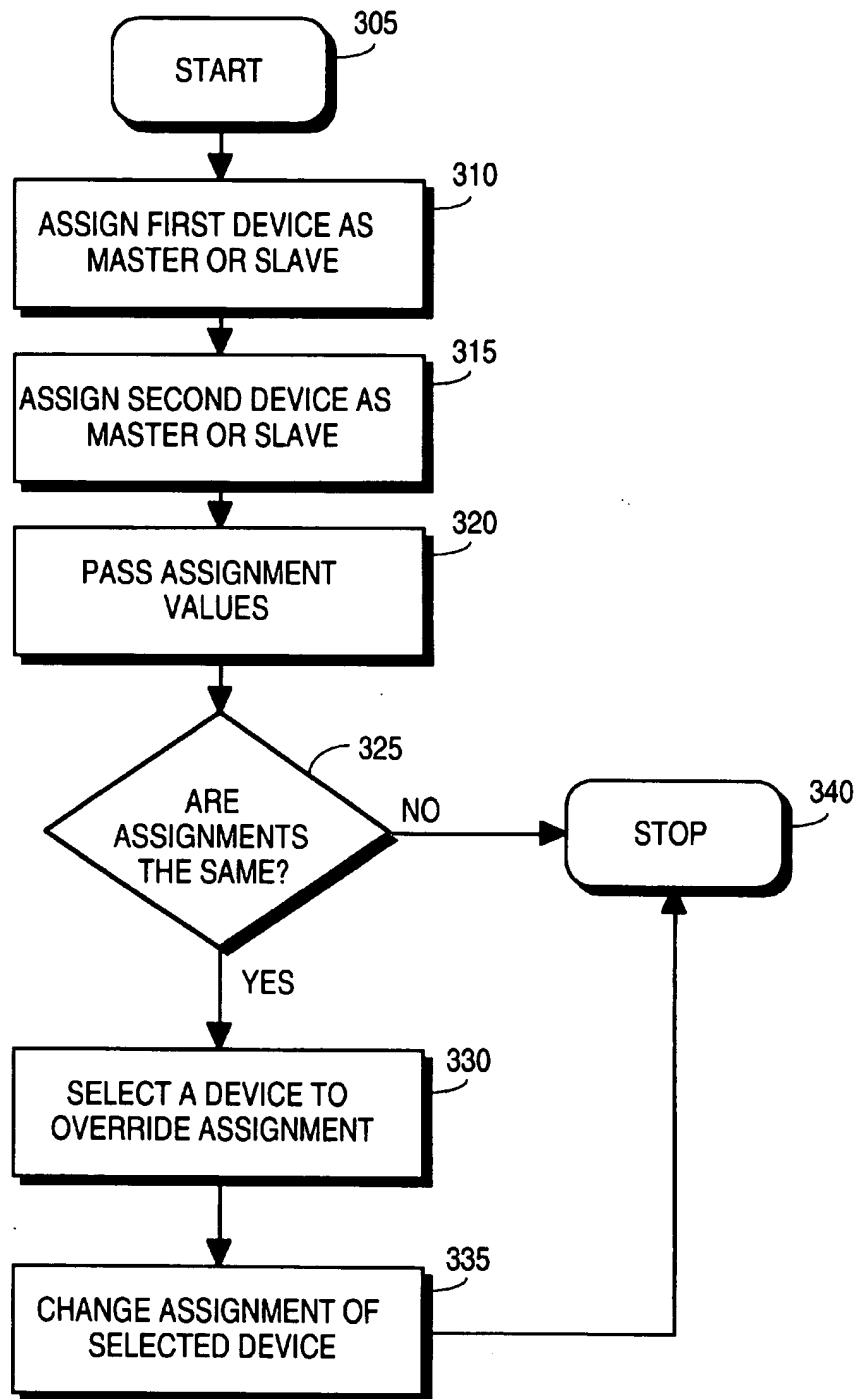 305
START
310
ASSIGN FIRST DEVICE AS
MASTER OR SLAVE
315
ASSIGN SECOND DEVICE AS
MASTER OR SLAVE
320
PASS ASSIGNMENT
VALUES
325
ARE
ASSIGNMENTS
THE SAME?
NO
340
STOP
YES
330
SELECT A DEVICE TO
OVERRIDE ASSIGNMENT
335
CHANGE ASSIGNMENT OF
SELECTED DEVICE